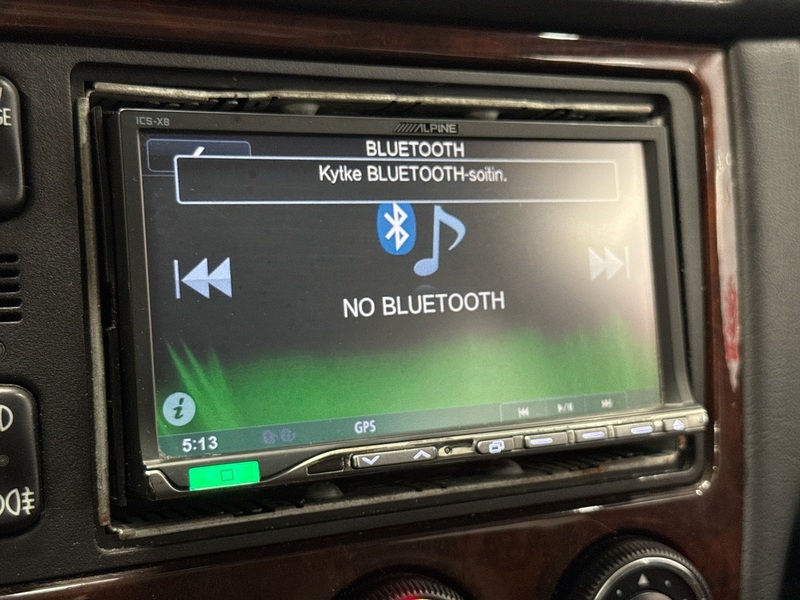 ICS-X8
ALPINE
BLUETOOTH
Kytke BLUETOOTH-soitin.
NO BLUETOOTH
5:13
GPS